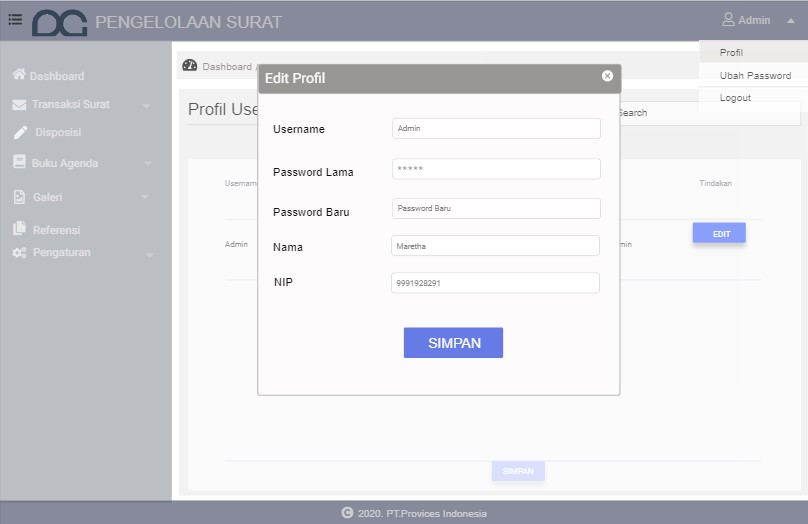 PENGELOLAAN SURAT
Admin
Profil
Ubah Password
Logout
Dashboard
Transaksi Surat
Disposisi
Buku Agenda
Galeri
Referensi
Pengaturan
Dashboard /
Profil Use
Search
Username
Tindakan
Admin
min
EDIT
Edit Profil
Username
Admin
Password Lama
*****
Password Baru
Password Baru
Nama
Maretha
NIP
9991928291
SIMPAN
SIMPAN
2020. PT.Provices Indonesia